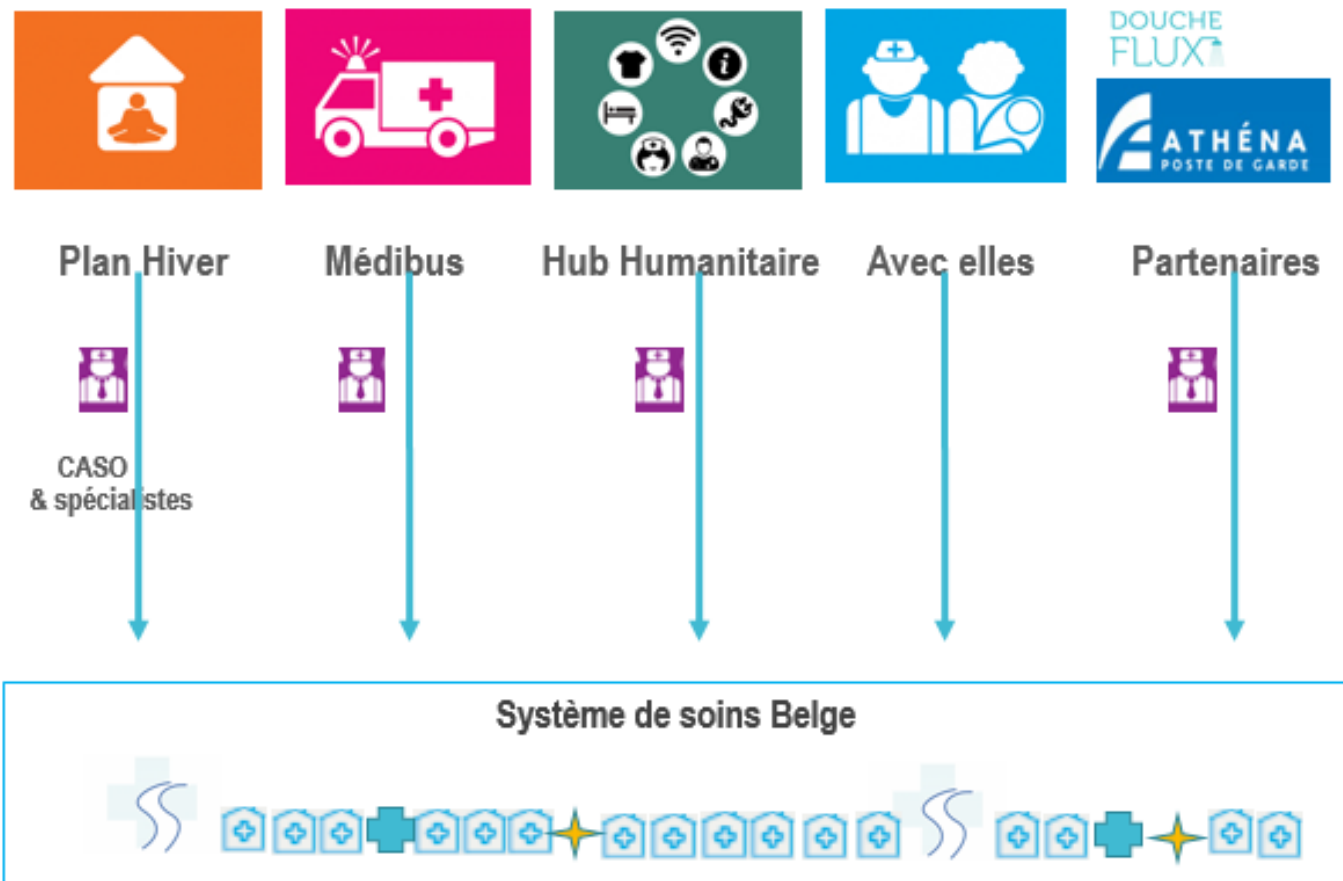 DOUCHE
FLUX
ATHÉNA
POSTE DE GARDE
Plan Hiver
Médibus
Hub Humanitaire
Avec elles
Partenaires
CASO
& spécialistes
Système de soins Belge